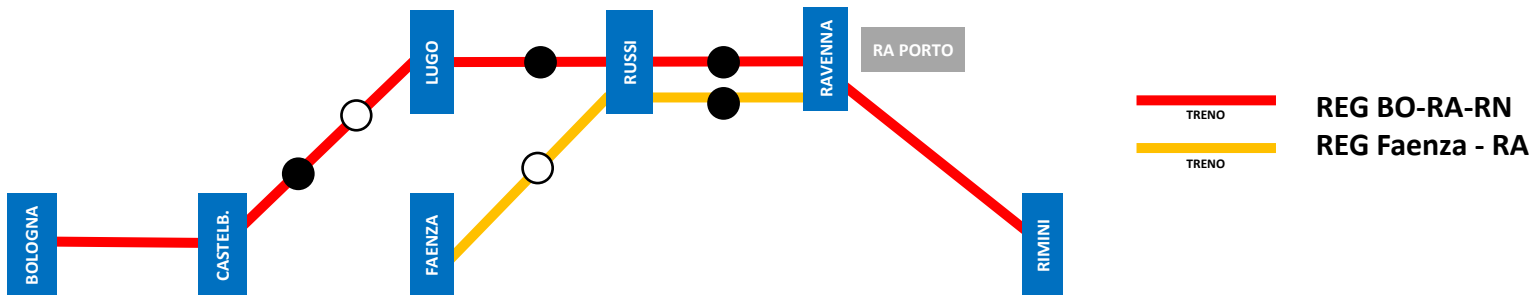 BOLOGNA
CASTELB.
LUGO
FAENZA
RUSSI
RAVENNA
RA PORTO
RIMINI
TRENO
REG BO-RA-RN
TRENO
REG Faenza - RA